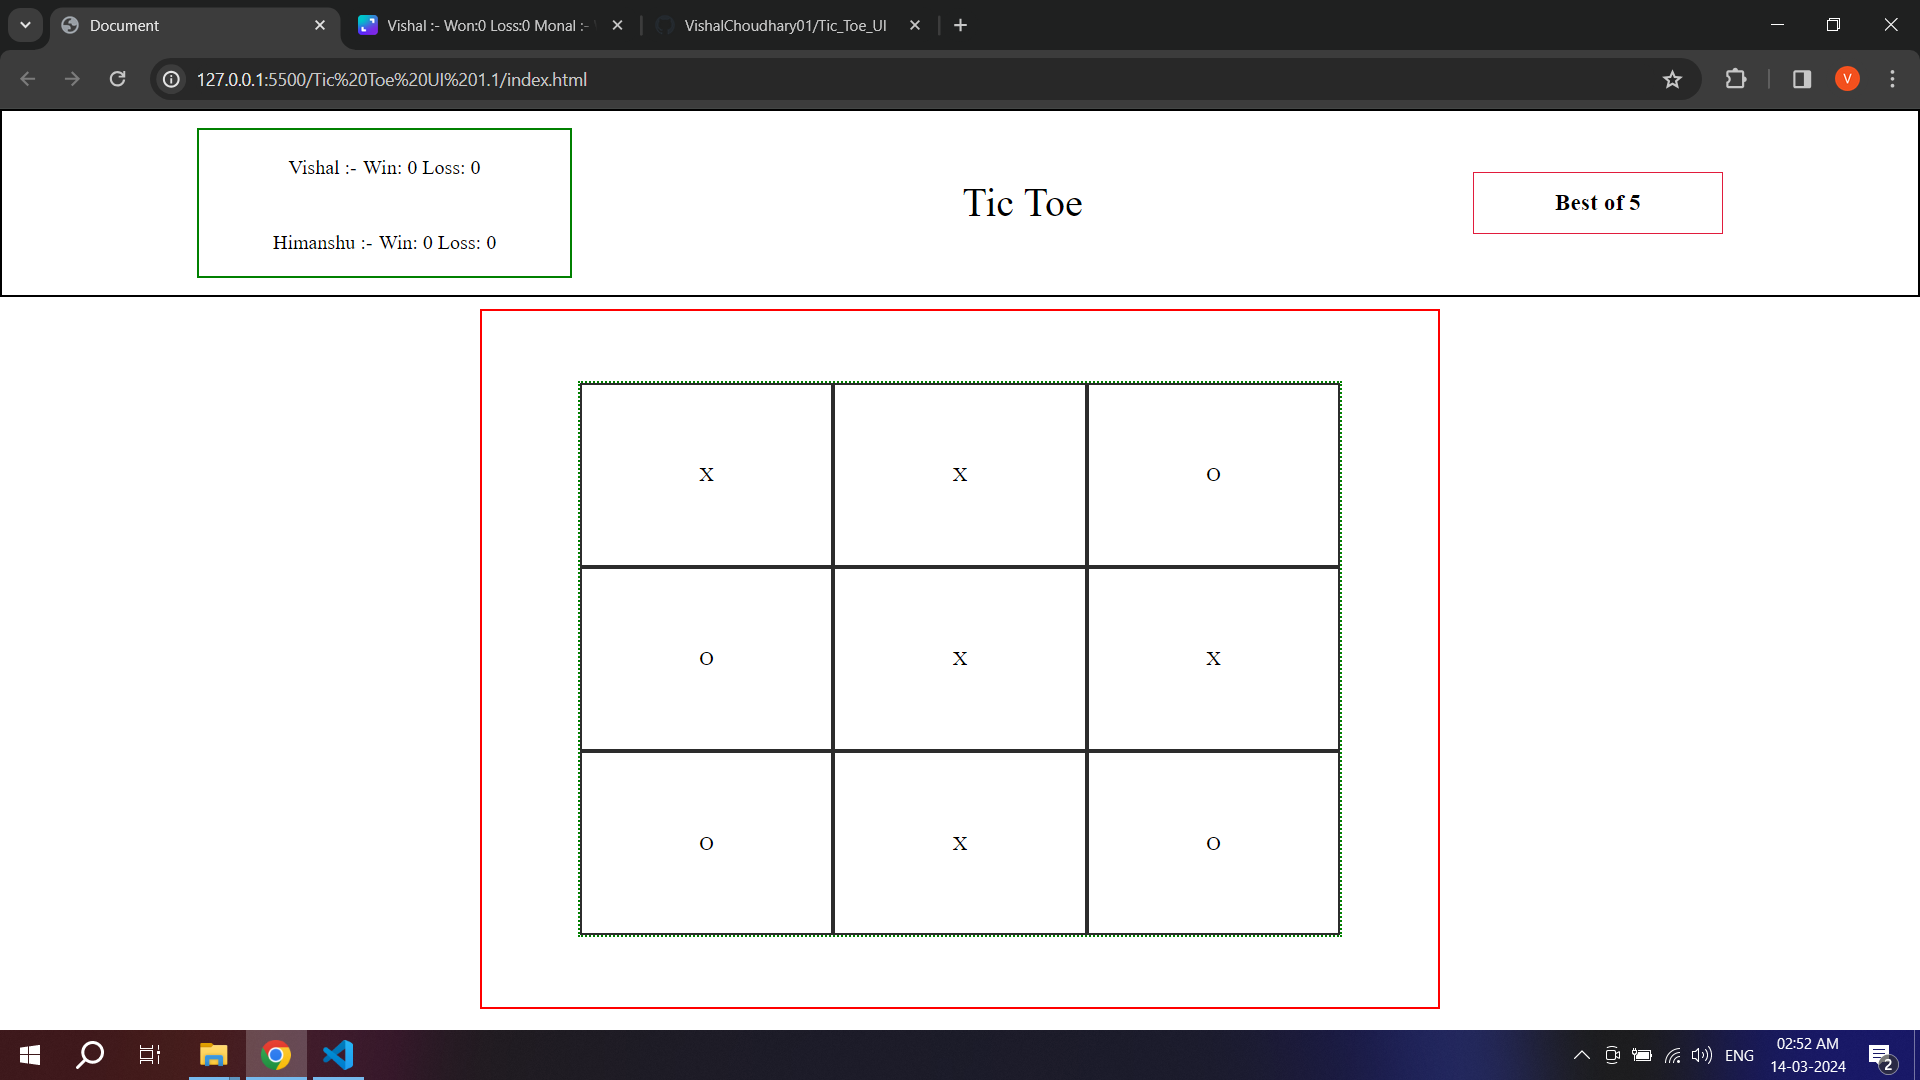 Document
Vishal :- Won:0 Loss:0 Monal :-
VishalChoudhary01/Tic_Toe_UI
127.0.0.1:5500/Tic%20Toe%20UI%201.1/index.html
V
Vishal :- Win: 0 Loss: 0
Himanshu :- Win: 0 Loss: 0
Tic Toe
Best of 5
X X O
O X X
O X O
ENG
02:52 AM
14-03-2024
2